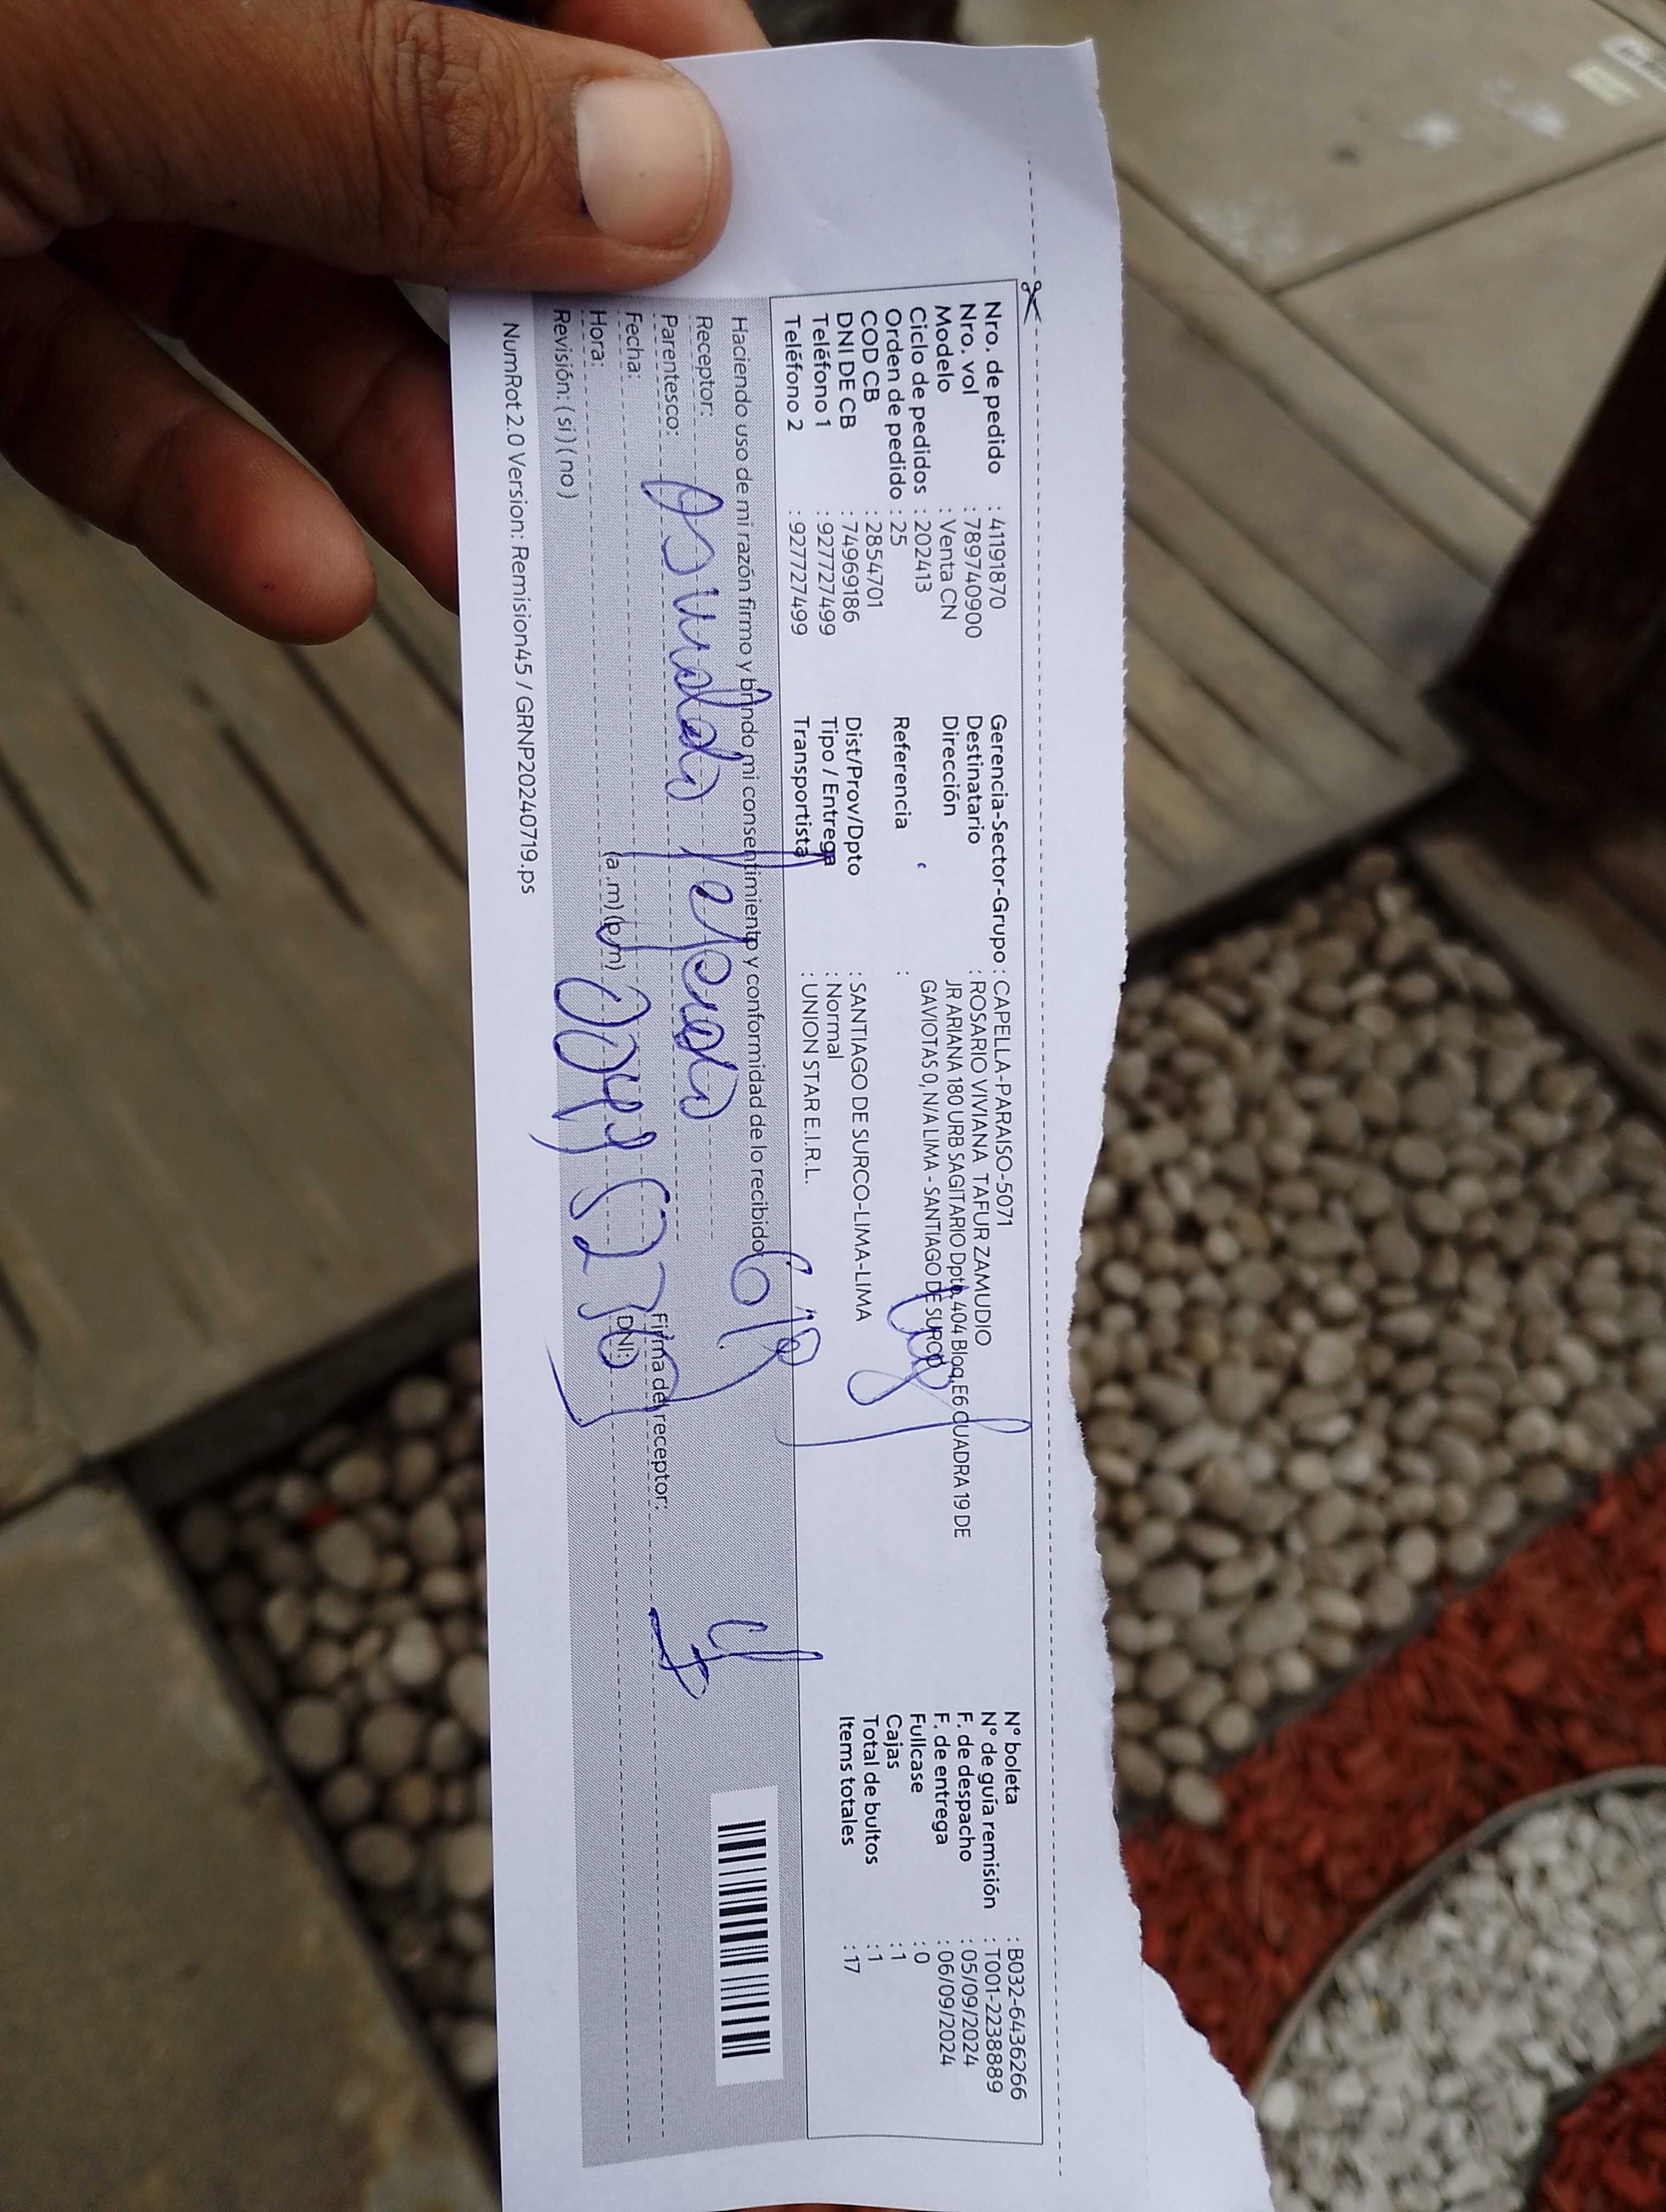 Nro. de pedido : 41191870
Nro. vol : 789740900
Modelo : Venta CN
Ciclo de pedidos : 202413
Orden de pedido : 25
COD CB : 2854701
DNI DE CB : 74969186
Teléfono 1 : 927727499
Teléfono 2 : 927727499
Gerencia-Sector-Grupo : CAPELLA-PARAISO-5071
Destinatario : ROSARIO VIVIANA TAFUR ZAMUDIO
Dirección JR ARIANA 180 URB SAGITARIO Dpto 404 Bloq E6 CUADRA 19 DE
GAVIOTAS 0, N/A LIMA - SANTIAGO DE SURCO
Referencia :
Dist/Prov/Dpto : SANTIAGO DE SURCO-LIMA-LIMA
Tipo / Entrega : Normal
Transportista : UNION STAR E.I.R.L.
N° boleta : B032-6436266
N° de guía remisión : T001-2238889
F. de despacho : 05/09/2024
F. de entrega : 06/09/2024
Fullcase : 0
Cajas : 1
Total de bultos : 1
Items totales : 17
Haciendo uso de mi razón firmo y brindo mi consentimiento y conformidad de lo recibido
Receptor:
Parentesco:
Fecha:
Hora: (a .m) (p.m)
Revisión: ( si ) ( no )
Firma del receptor:
DNI:
NumRot 2.0 Version: Remision45 / GRNP20240719.ps